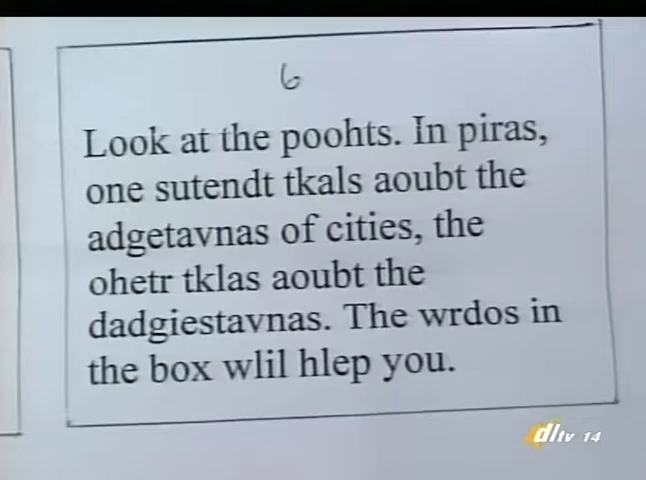 6
Look at the poohts. In piras,
one sutendt tkals aoubt the
adgetavnas of cities, the
ohetr tklas aoubt the
dadgiestavnas. The wrdos in
the box wlil hlep you.
dltv 14